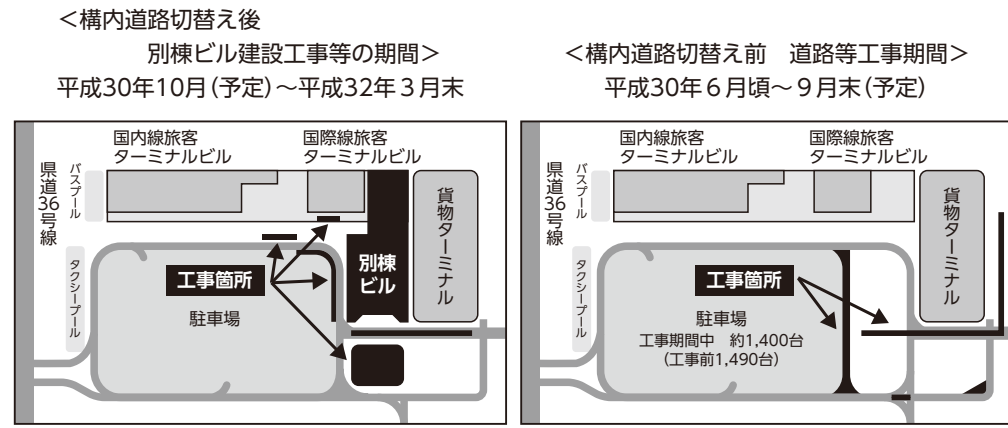 <構内道路切替え後
別棟ビル建設工事等の期間>
平成30年10月(予定)~平成32年3月末
国内線旅客
ターミナルビル
国際線旅客
ターミナルビル
県道36号線
バスプール
タクシープール
貨物ターミナル
別棟
ビル
工事箇所
駐車場
<構内道路切替え前 道路等工事期間>
平成30年6月頃~9月末(予定)
国内線旅客
ターミナルビル
国際線旅客
ターミナルビル
県道36号線
バスプール
タクシープール
貨物ターミナル
工事箇所
駐車場
工事期間中 約1,400台
(工事前1,490台)